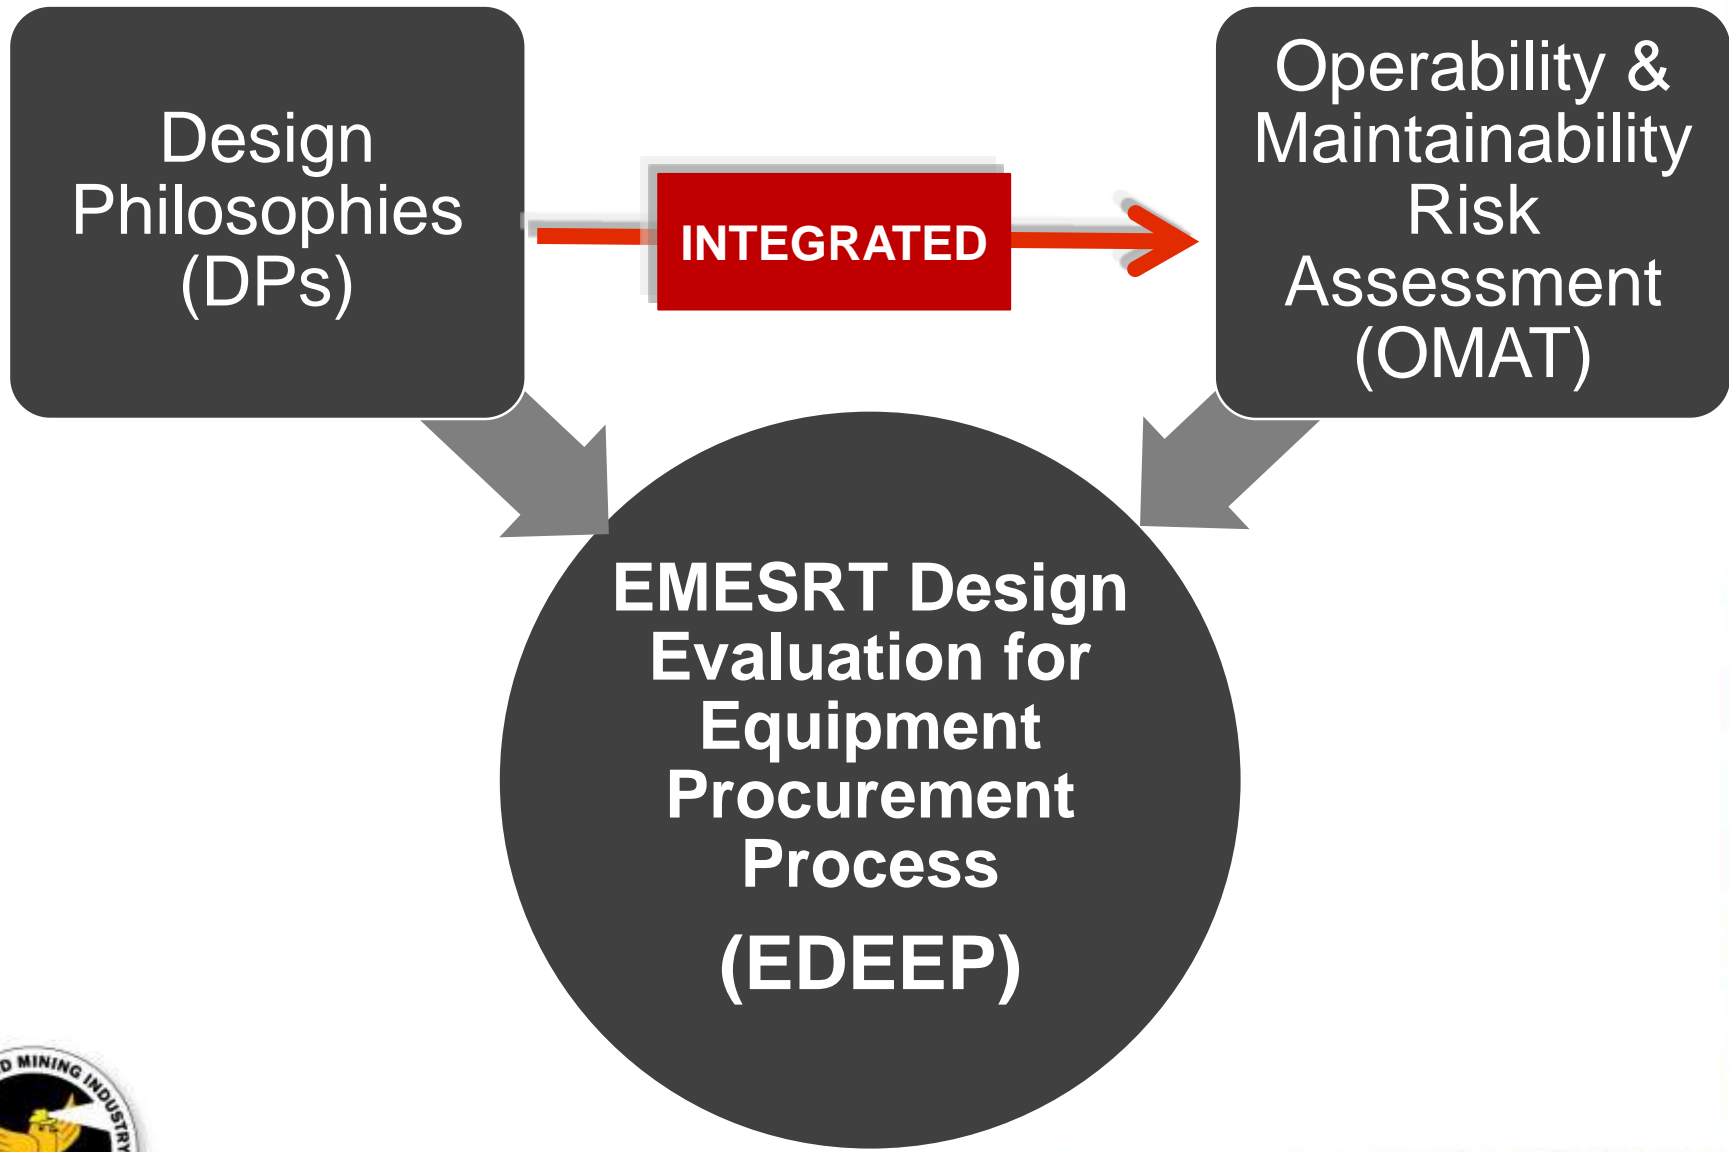 Design
Philosophies
(DPs)
INTEGRATED
Operability &
Maintainability
Risk
Assessment
(OMAT)
EMESRT Design
Evaluation for
Equipment
Procurement
Process
(EDEEP)
MINING INDUSTRY